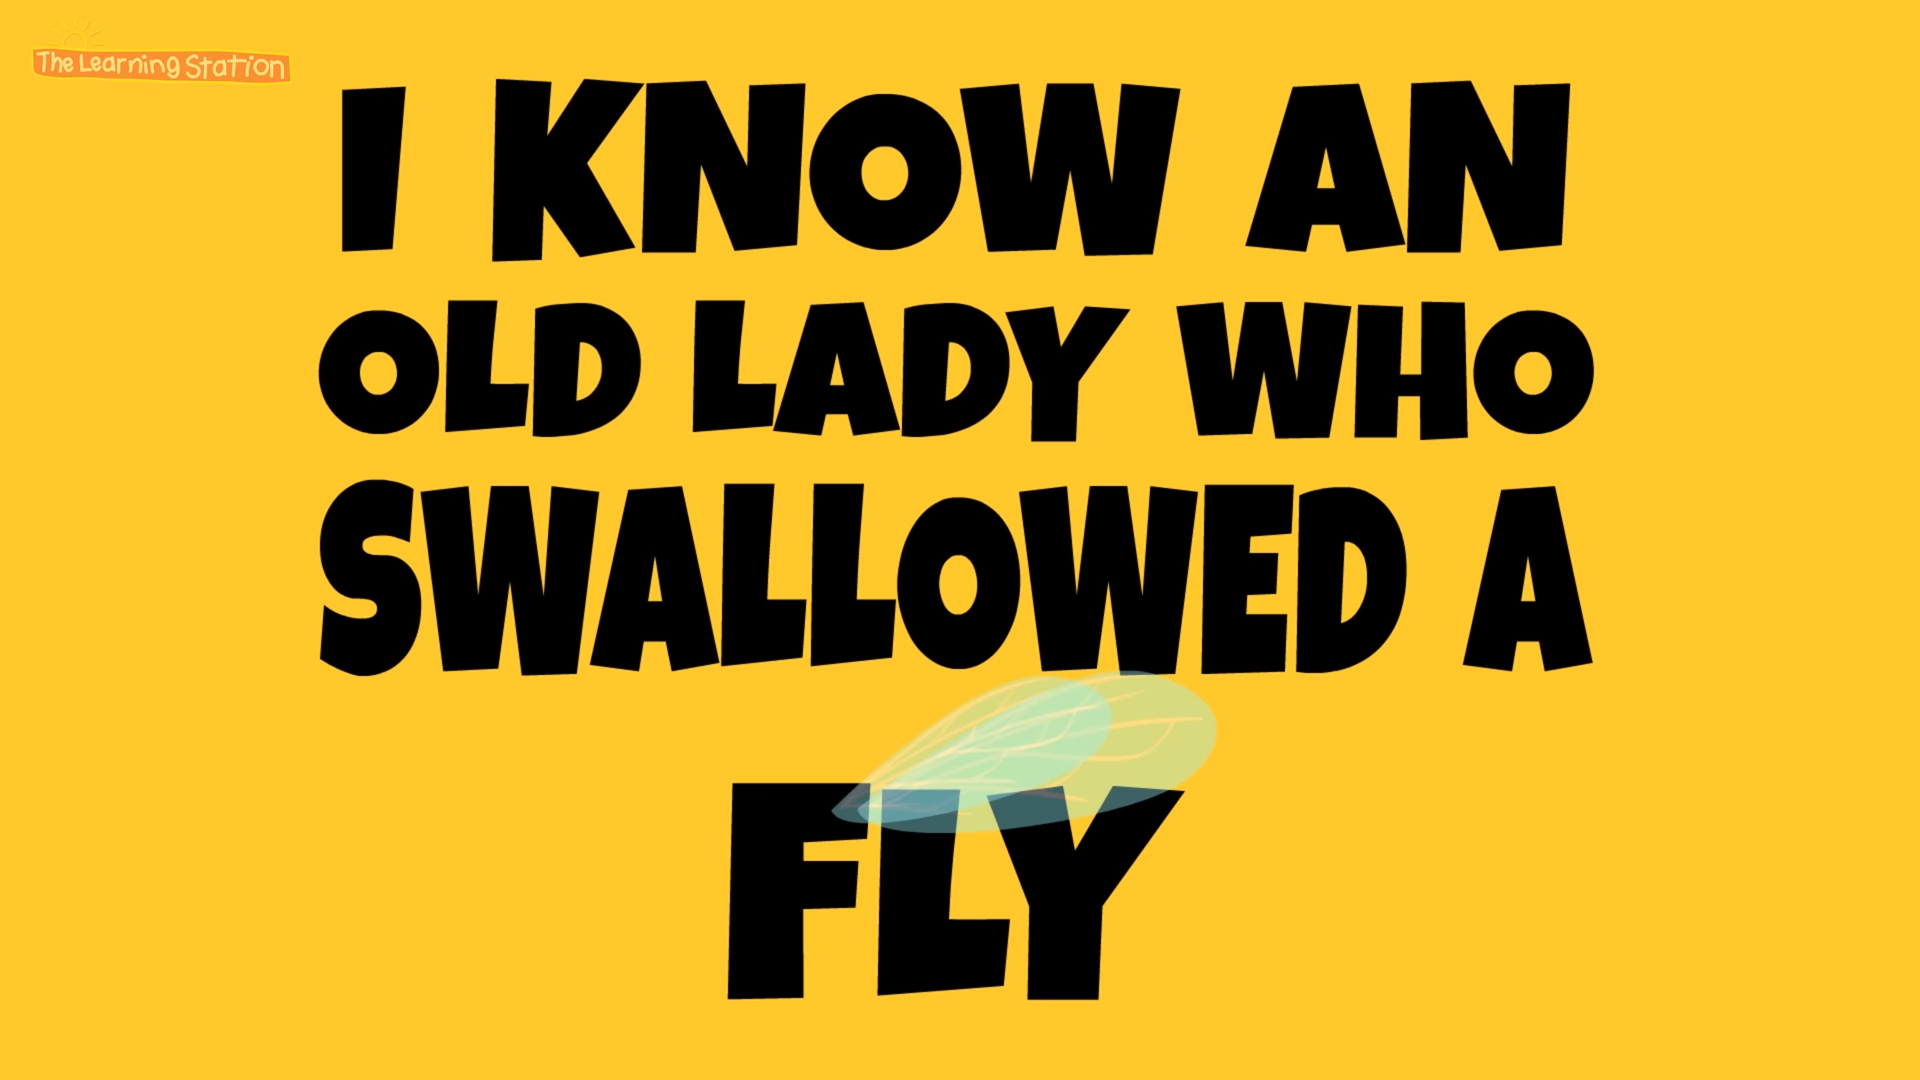 The Learning Station
I KNOW AN
OLD LADY WHO
SWALLOWED A
FLY